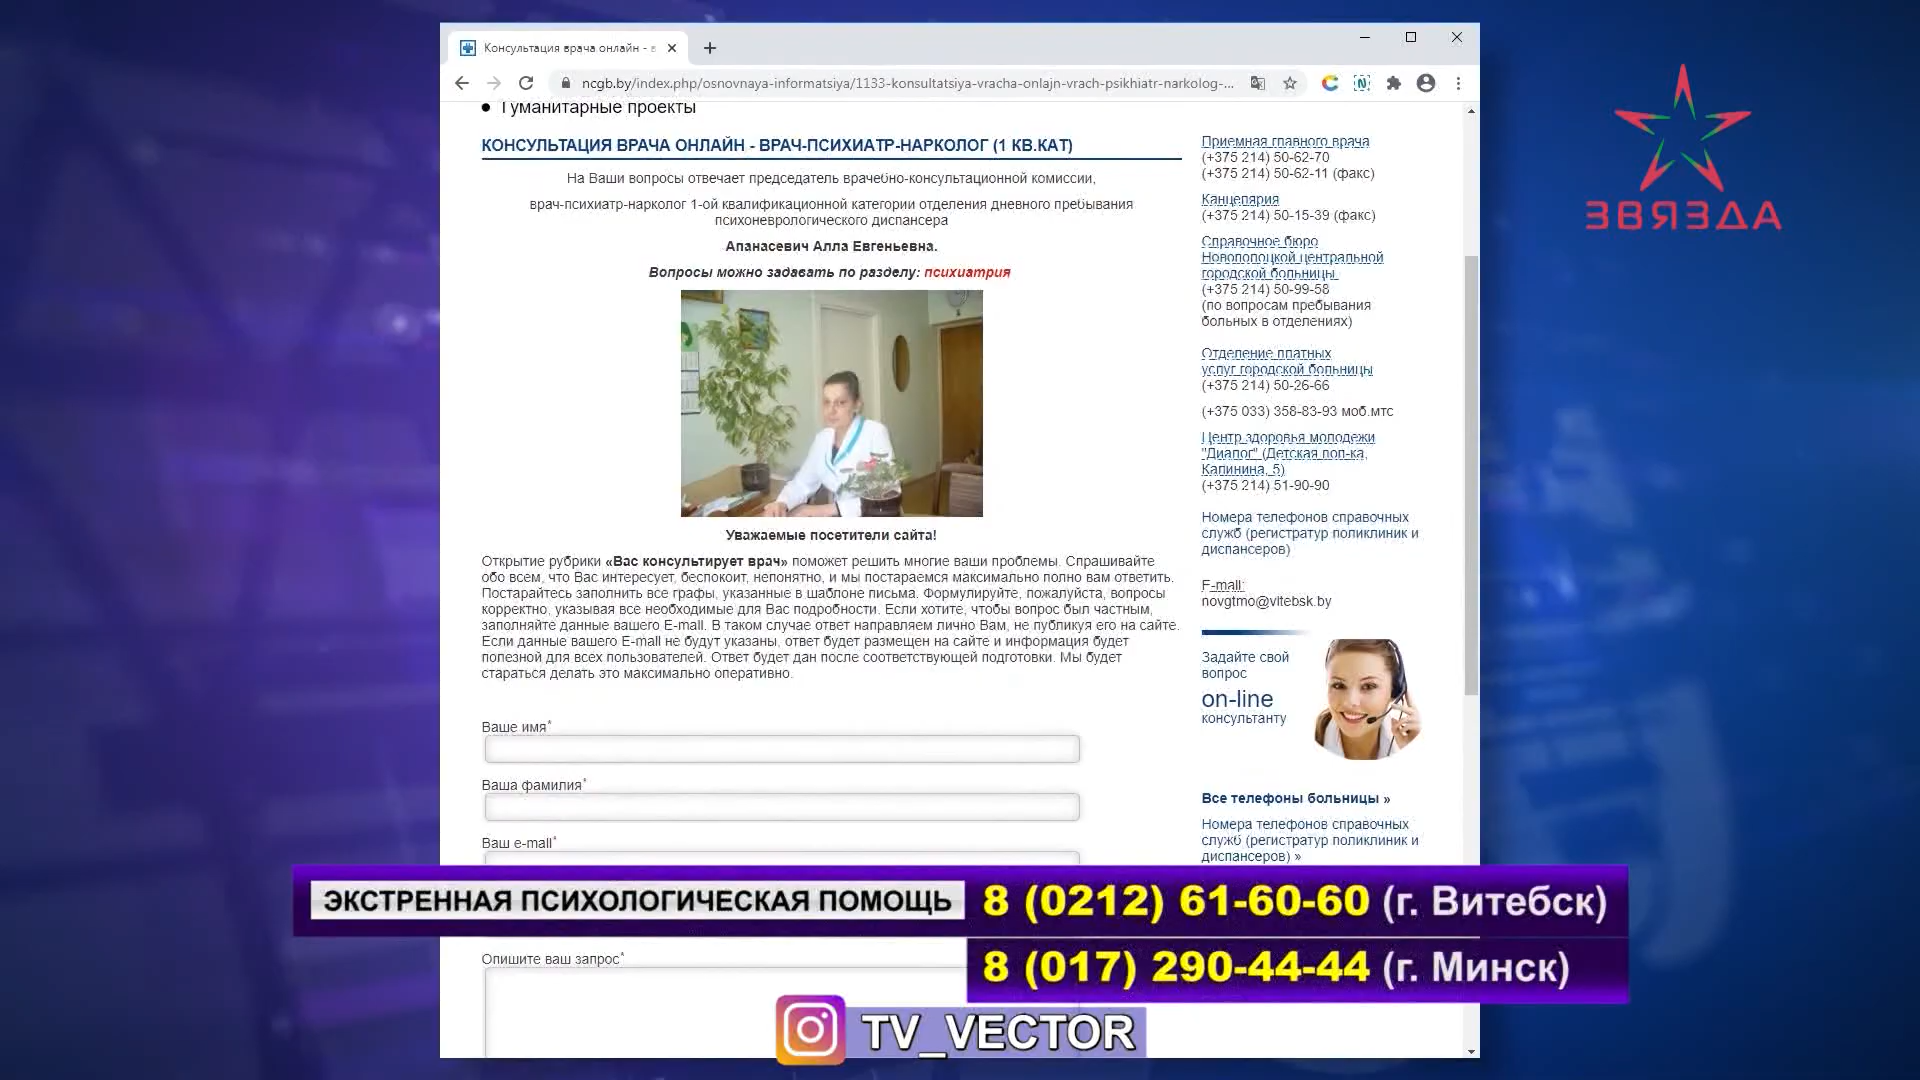 Консультация врача онлайн - в
ncgb.by/index.php/osnovnaya-informatsiya/1133-konsultatsiya-vracha-onlajn-vrach-psikhiatr-narkolog-...
Гуманитарные проекты
КОНСУЛЬТАЦИЯ ВРАЧА ОНЛАЙН - ВРАЧ-ПСИХИАТР-НАРКОЛОГ (1 КВ.КАТ)
На Ваши вопросы отвечает председатель врачебно-консультационной комиссии,
врач-психиатр-нарколог 1-ой квалификационной категории отделения дневного пребывания
психоневрологического диспансера
Апанасевич Алла Евгеньевна.
Вопросы можно задавать по разделу: психиатрия
Уважаемые посетители сайта!
Открытие рубрики «Вас консультирует врач» поможет решить многие ваши проблемы. Спрашивайте
обо всем, что Вас интересует, беспокоит, непонятно, и мы постараемся максимально полно вам ответить.
Постарайтесь заполнить все графы, указанные в шаблоне письма. Формулируйте, пожалуйста, вопросы
корректно, указывая все необходимые для Вас подробности. Если хотите, чтобы вопрос был частным,
заполняйте данные вашего E-mail. В таком случае ответ направляем лично Вам, не публикуя его на сайте.
Если данные вашего E-mail не будут указаны, ответ будет размещен на сайте и информация будет
полезной для всех пользователей. Ответ будет дан после соответствующей подготовки. Мы будет
стараться делать это максимально оперативно.
Ваше имя*
Ваша фамилия*
Ваш e-mail*
Опишите ваш запрос*
Приемная главного врача
(+375 214) 50-62-70
(+375 214) 50-62-11 (факс)
Канцелярия
(+375 214) 50-15-39 (факс)
Справочное бюро
Новополоцкой центральной
городской больницы
(+375 214) 50-99-58
(по вопросам пребывания
больных в отделениях)
Отделение платных
услуг городской больницы
(+375 214) 50-26-66
(+375 033) 358-83-93 моб.мтс
Центр здоровья молодежи
"Диалог" (Детская пол-ка,
Калинина, 5)
(+375 214) 51-90-90
Номера телефонов справочных
служб (регистратур поликлиник и
диспансеров)
E-mail:
novgtmo@vitebsk.by
Задайте свой
вопрос
on-line
консультанту
Все телефоны больницы »
Номера телефонов справочных
служб (регистратур поликлиник и
диспансеров) »
ЗВЯЗДА
ЭКСТРЕННАЯ ПСИХОЛОГИЧЕСКАЯ ПОМОЩЬ 8 (0212) 61-60-60 (г. Витебск)
8 (017) 290-44-44 (г. Минск)
TV_VECTOR